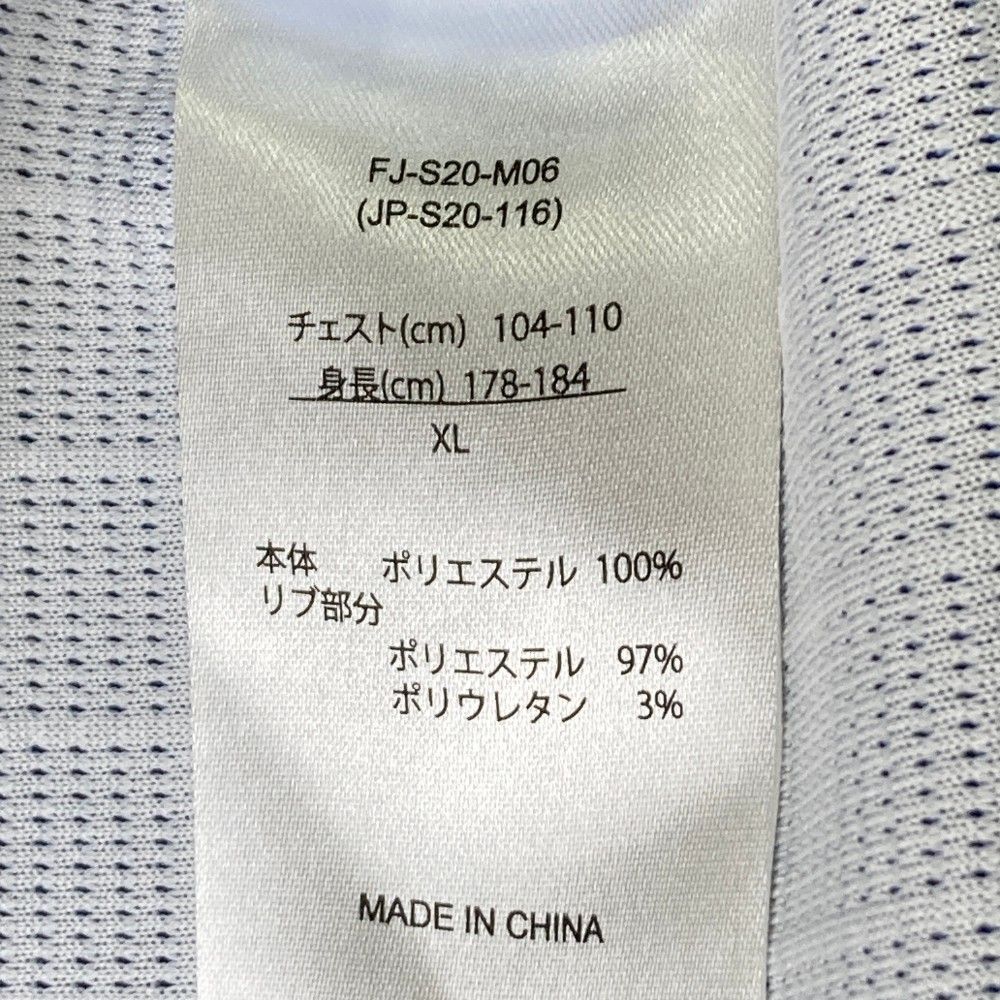 FJ-S20-M06
(JP-S20-116)
チェスト(cm) 104-110
身長(cm) 178-184
XL
本体 ポリエステル 100%
リブ部分
ポリエステル 97%
ポリウレタン 3%
MADE IN CHINA